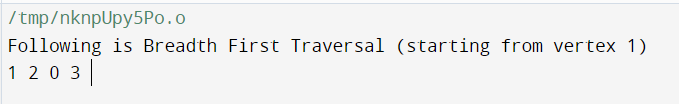 /tmp/nknpUpy5Po.o
Following is Breadth First Traversal (starting from vertex 1)
1 2 0 3